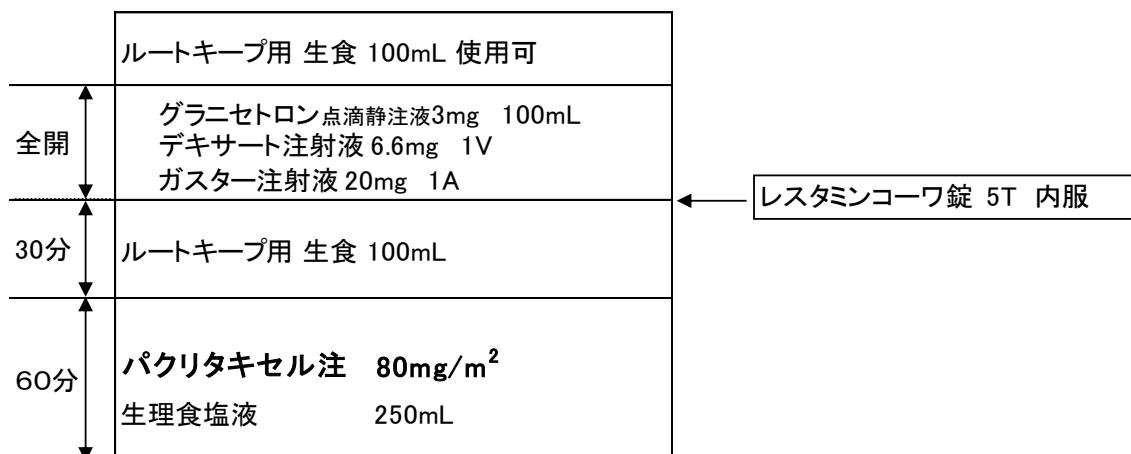 ルートキープ用 生食 100mL 使用可
全開
グラニセトロン点滴静注液3mg 100mL
デキサート注射液 6.6mg 1V
ガスター注射液 20mg 1A
レスタミンコーワ錠 5T 内服
30分
ルートキープ用 生食 100mL
60分
パクリタキセル注 80mg/m²
生理食塩液 250mL